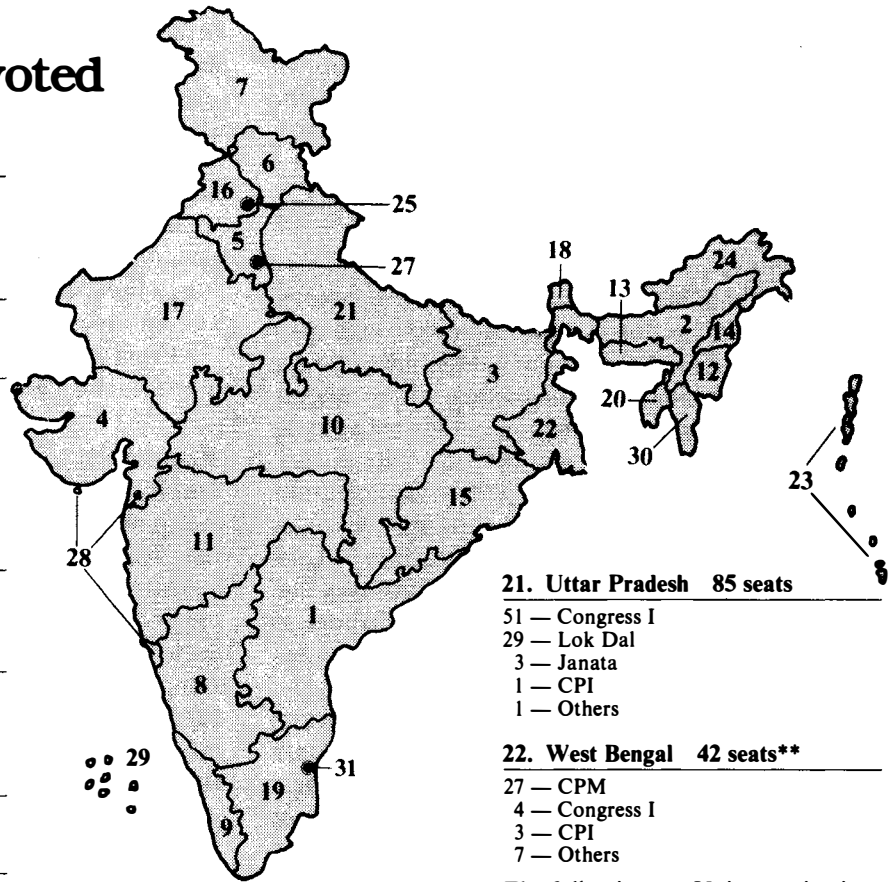 voted
7
6
16
25
5
27
18
24
17
21
13
2
14
3
12
4
10
20
22
30
23
15
28
11
1
8
29
31
19
9
21. Uttar Pradesh 85 seats
51 — Congress I
29 — Lok Dal
3 — Janata
1 — CPI
1 — Others
22. West Bengal 42 seats**
27 — CPM
4 — Congress I
3 — CPI
7 — Others